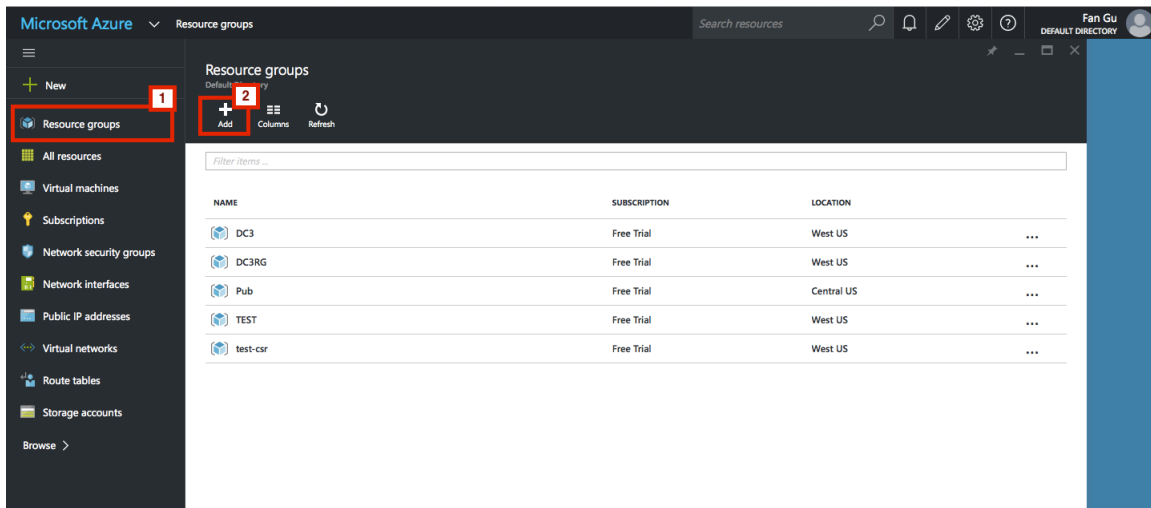 Microsoft Azure Resource groups Search resources Fan Gu
DEFAULT DIRECTORY
New
Resource groups
All resources
Virtual machines
Subscriptions
Network security groups
Network interfaces
Public IP addresses
Virtual networks
Route tables
Storage accounts
Browse >
1
Resource groups
Default
2
Add Columns Refresh
Filter items ...
NAME SUBSCRIPTION LOCATION
DC3 Free Trial West US ...
DC3RG Free Trial West US ...
Pub Free Trial Central US ...
TEST Free Trial West US ...
test-csr Free Trial West US ...